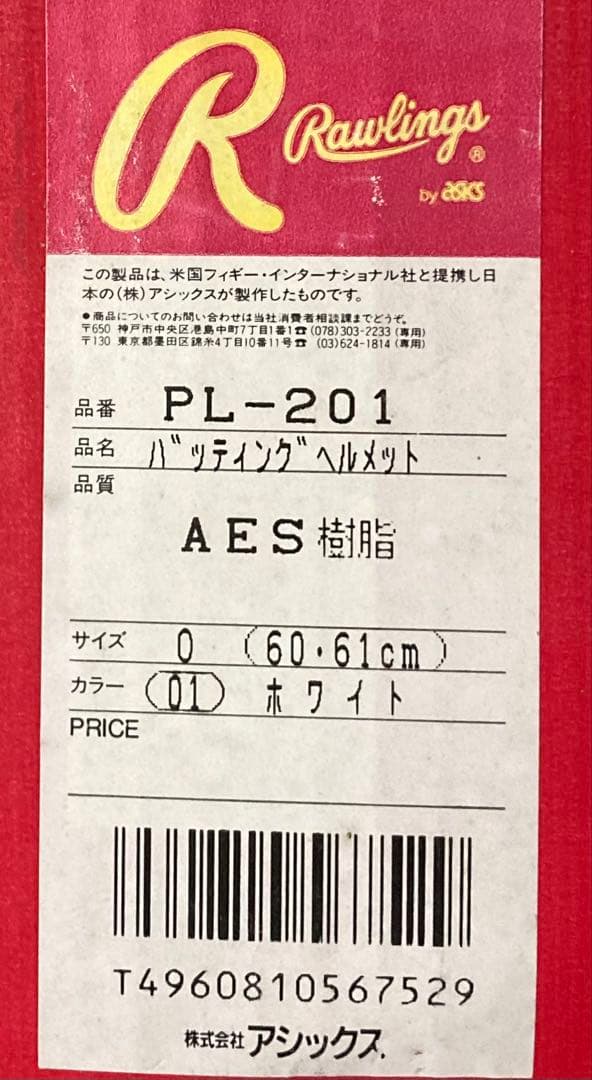 R
Rawlings®
by asics
この製品は、米国フィギー・インターナショナル社と提携し日
本の(株)アシックスが製作したものです。
●商品についてのお問い合わせは当社消費者相談課までどうぞ。
〒650 神戸市中央区港島中町7丁目1番1☎(078)303-2233(専用)
〒130 東京都墨田区錦糸4丁目10番11号☎ (03)624-1814(専用)
品番 PL-201
品名 バッティングヘルメット
品質
AES樹脂
サイズ 0 (60・61cm)
カラー (01) ホワイト
PRICE
T4960810567529
株式会社アシックス.